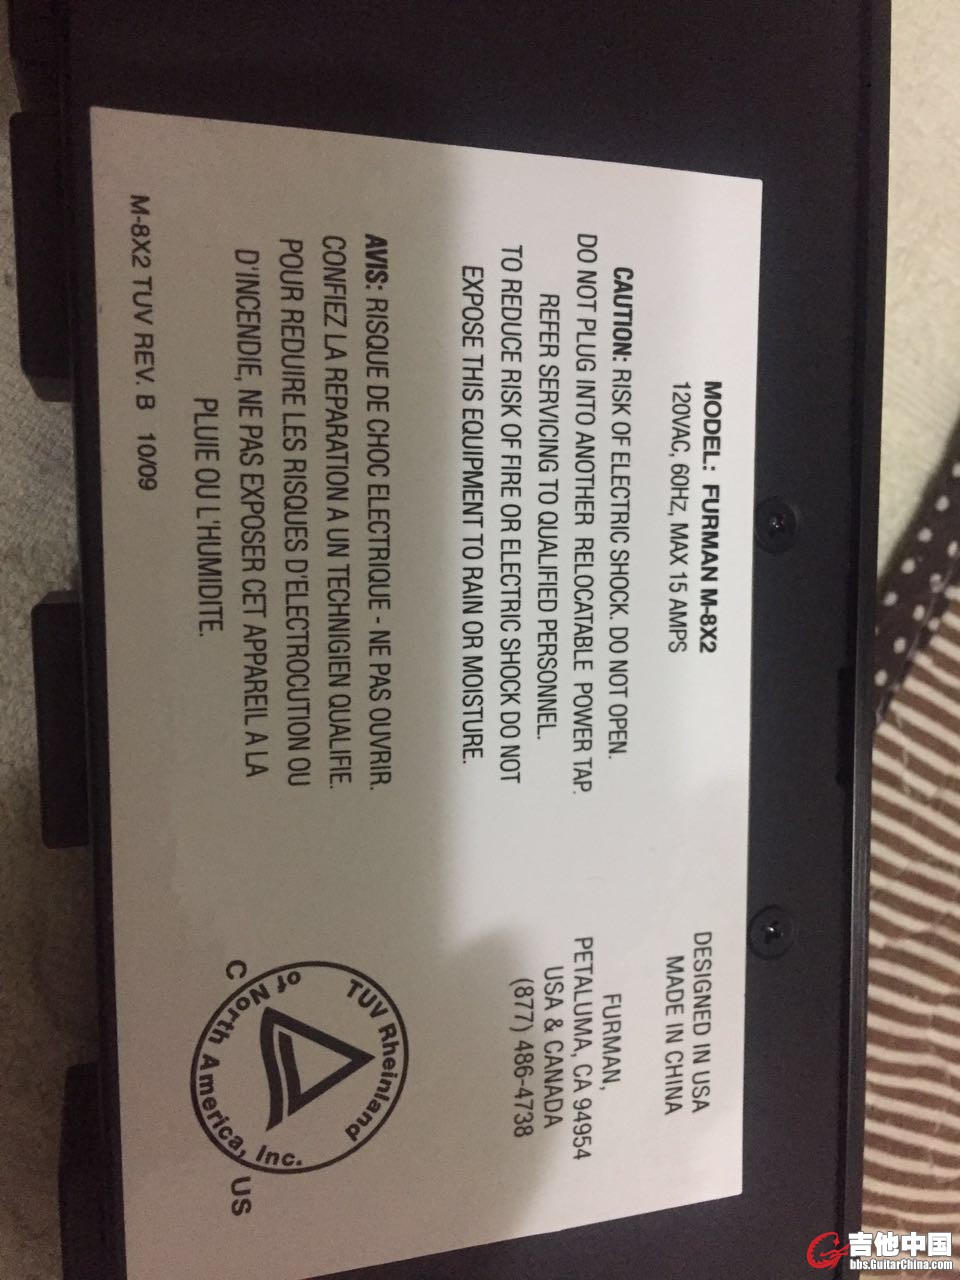 MODEL: FURMAN M-8X2
120VAC, 60Hz, MAX 15 AMPS
CAUTION: RISK OF ELECTRIC SHOCK. DO NOT OPEN.
DO NOT PLUG INTO ANOTHER RELOCATABLE POWER TAP.
REFER SERVICING TO QUALIFIED PERSONNEL.
TO REDUCE RISK OF FIRE OR ELECTRIC SHOCK DO NOT
EXPOSE THIS EQUIPMENT TO RAIN OR MOISTURE.
AVIS: RISQUE DE CHOC ELECTRIQUE - NE PAS OUVRIR.
CONFIEZ LA REPARATION A UN TECHNIGIEN QUALIFIE.
POUR REDUIRE LES RISQUES D'ELECTROCUTION OU
D'INCENDIE, NE PAS EXPOSER CET APPAREIL A LA
PLUIE OU L'HUMIDITE.
M-8X2 TUV REV. B 10/09
DESIGNED IN USA
MADE IN CHINA
FURMAN,
PETALUMA, CA 94954
USA & CANADA
(877) 486-4738
TUV Rheinland
of North America, Inc.
C US
吉他中国
bbs.GuitarChina.com